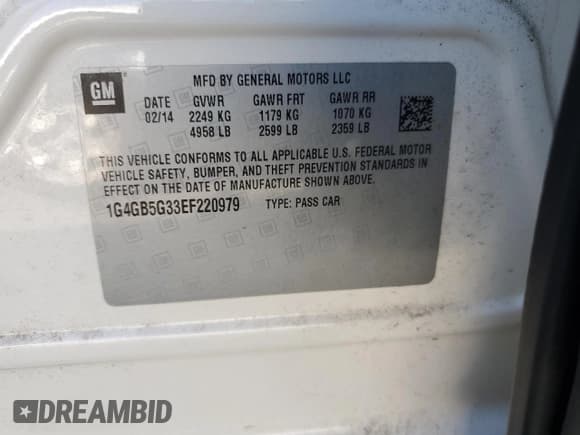 GM
MFD BY GENERAL MOTORS LLC
DATE GVWR GAWR FRT GAWR RR
02/14 2249 KG 1179 KG 1070 KG
4958 LB 2599 LB 2359 LB
THIS VEHICLE CONFORMS TO ALL APPLICABLE U.S. FEDERAL MOTOR
VEHICLE SAFETY, BUMPER, AND THEFT PREVENTION STANDARDS IN
EFFECT ON THE DATE OF MANUFACTURE SHOWN ABOVE.
1G4GB5G33EF220979 TYPE: PASS CAR
DREAMBID